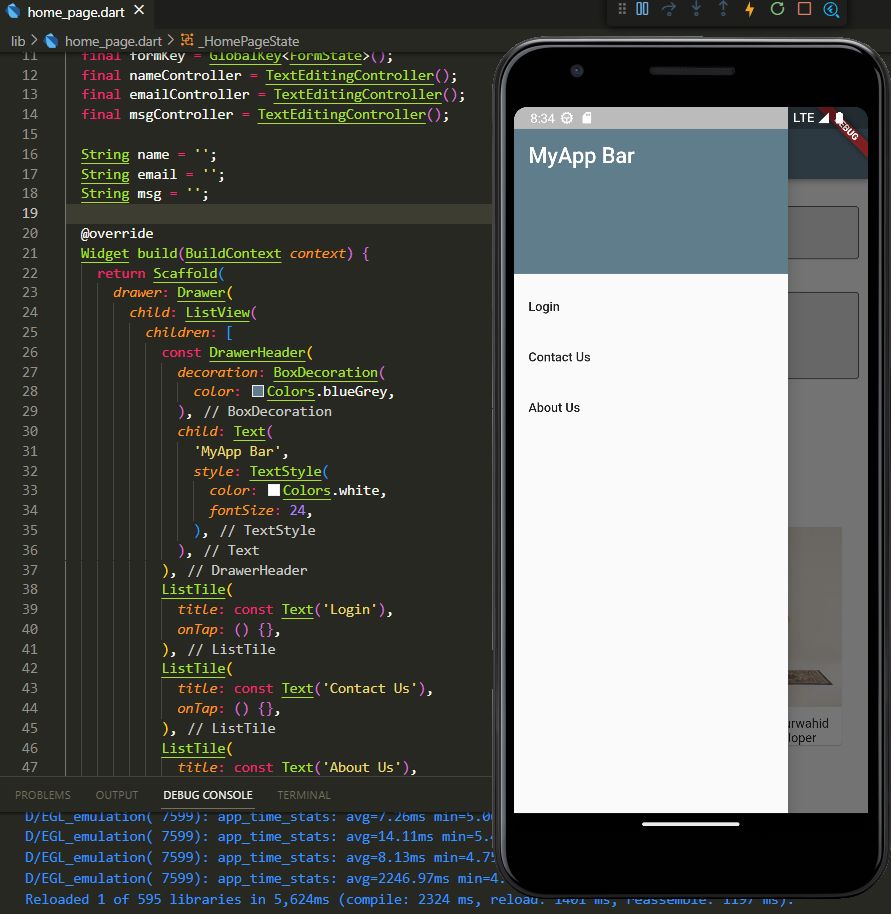 home_page.dart
lib > home_page.dart > _HomePageState
11 final formKey = GlobalKey<FormState>();
12 final nameController = TextEditingController();
13 final emailController = TextEditingController();
14 final msgController = TextEditingController();
15
16 String name = '';
17 String email = '';
18 String msg = '';
19
20 @override
21 Widget build(BuildContext context) {
22 return Scaffold(
23 drawer: Drawer(
24 child: ListView(
25 children: [
26 const DrawerHeader(
27 decoration: BoxDecoration(
28 color: Colors.blueGrey,
29 ), // BoxDecoration
30 child: Text(
31 'MyApp Bar',
32 style: TextStyle(
33 color: Colors.white,
34 fontSize: 24,
35 ), // TextStyle
36 ), // Text
37 ), // DrawerHeader
38 ListTile(
39 title: const Text('Login'),
40 onTap: () {},
41 ), // ListTile
42 ListTile(
43 title: const Text('Contact Us'),
44 onTap: () {},
45 ), // ListTile
46 ListTile(
47 title: const Text('About Us'),
PROBLEMS OUTPUT DEBUG CONSOLE TERMINAL
D/EGL_emulation( 7599): app_time_stats: avg=7.26ms min=5.0
D/EGL_emulation( 7599): app_time_stats: avg=14.11ms min=5.
D/EGL_emulation( 7599): app_time_stats: avg=8.13ms min=4.75
D/EGL_emulation( 7599): app_time_stats: avg=2246.97ms min=4.
Reloaded 1 of 595 libraries in 5,624ms (compile: 2324 ms, reload: 1401 ms, reassemble: 1197 ms).
8:34 LTE
MyApp Bar
Login
Contact Us
About Us
rwahid
loper